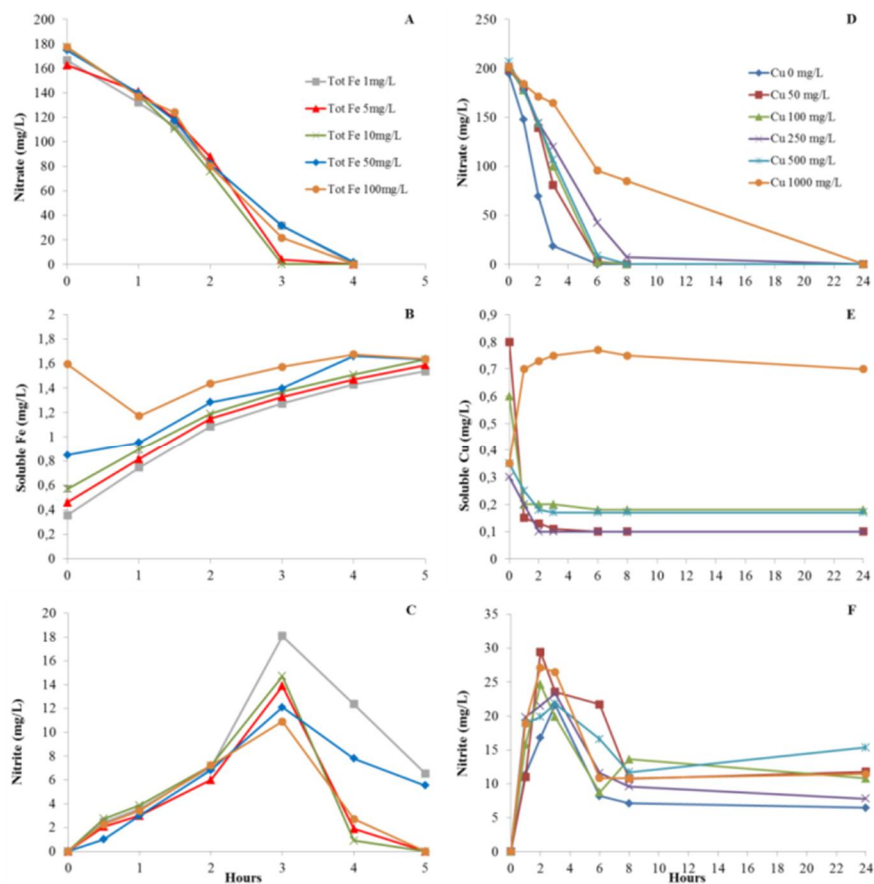 A
200
180
160
140
120
100
80
60
40
20
0
Nitrate (mg/L)
Tot Fe 1mg/L
Tot Fe 5mg/L
Tot Fe 10mg/L
Tot Fe 50mg/L
Tot Fe 100mg/L
0 1 2 3 4 5
D
250
200
150
100
50
0
Nitrate (mg/L)
Cu 0 mg/L
Cu 50 mg/L
Cu 100 mg/L
Cu 250 mg/L
Cu 500 mg/L
Cu 1000 mg/L
0 2 4 6 8 10 12 14 16 18 20 22 24
B
2
1,8
1,6
1,4
1,2
1
0,8
0,6
0,4
0,2
0
Soluble Fe (mg/L)
0 1 2 3 4 5
E
0,9
0,8
0,7
0,6
0,5
0,4
0,3
0,2
0,1
0
Soluble Cu (mg/L)
0 2 4 6 8 10 12 14 16 18 20 22 24
C
20
18
16
14
12
10
8
6
4
2
0
Nitrite (mg/L)
0 1 2 3 4 5
Hours
F
35
30
25
20
15
10
5
0
Nitrite (mg/L)
0 2 4 6 8 10 12 14 16 18 20 22 24
Hours